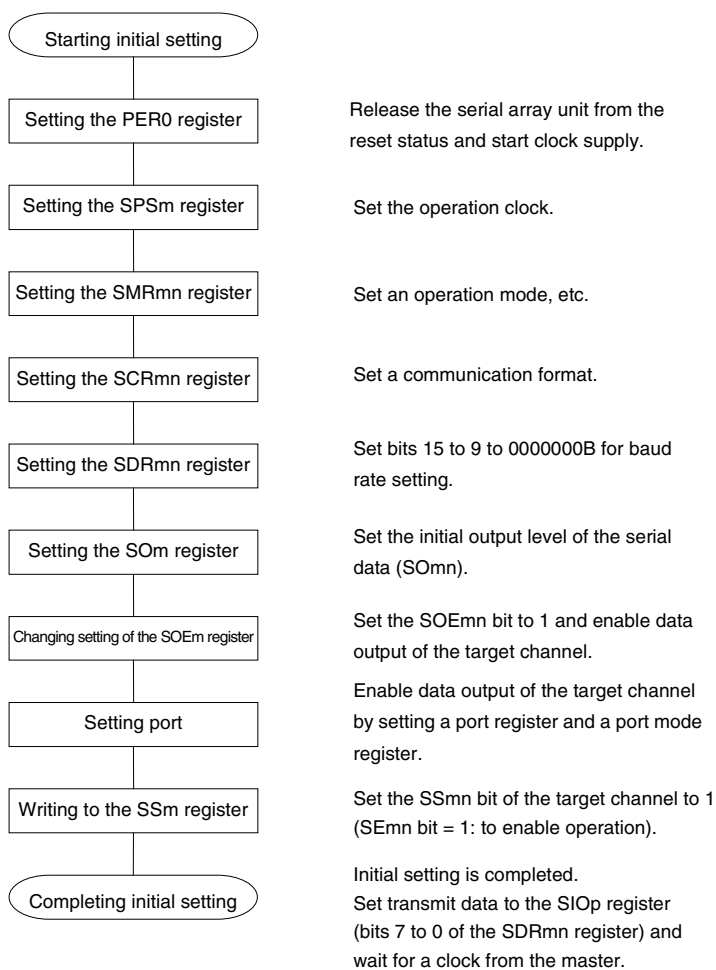 Starting initial setting
Setting the PER0 register
Release the serial array unit from the
reset status and start clock supply.
Setting the SPSm register
Set the operation clock.
Setting the SMRmn register
Set an operation mode, etc.
Setting the SCRmn register
Set a communication format.
Setting the SDRmn register
Set bits 15 to 9 to 0000000B for baud
rate setting.
Setting the SOm register
Set the initial output level of the serial
data (SOmn).
Changing setting of the SOEm register
Set the SOEmn bit to 1 and enable data
output of the target channel.
Setting port
Enable data output of the target channel
by setting a port register and a port mode
register.
Writing to the SSm register
Set the SSmn bit of the target channel to 1
(SEmn bit = 1: to enable operation).
Completing initial setting
Initial setting is completed.
Set transmit data to the SIOp register
(bits 7 to 0 of the SDRmn register) and
wait for a clock from the master.